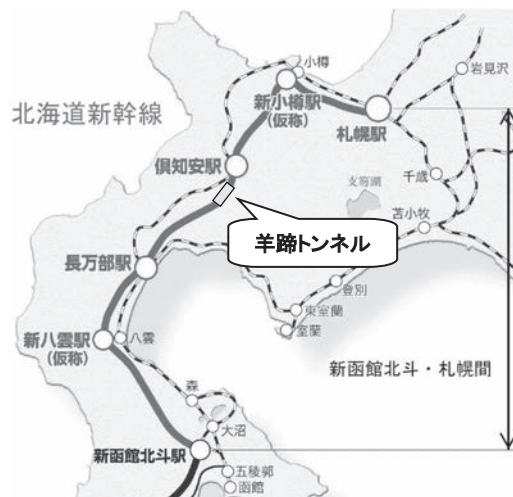 小樽
岩見沢
北海道新幹線
新小樽駅
(仮称)
札幌駅
倶知安駅
支笏湖
千歳
苫小牧
羊蹄トンネル
長万部駅
登別
東室蘭
室蘭
新八雲駅
(仮称)
八雲
新函館北斗・札幌間
森
大沼
新函館北斗駅
五稜郭
函館